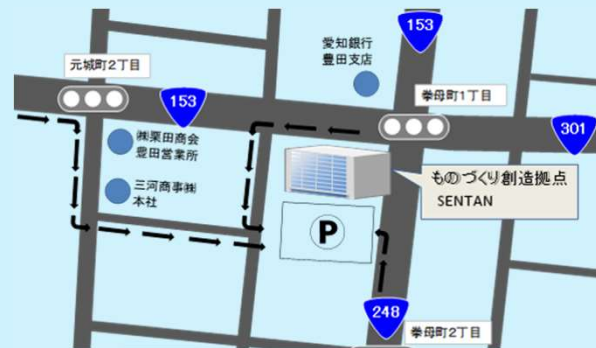 153
愛知銀行
豊田支店
元城町2丁目
153
挙母町1丁目
301
㈱栗田商会
豊田営業所
ものづくり創造拠点
SENTAN
三河商事㈱
本社
P
248
挙母町2丁目